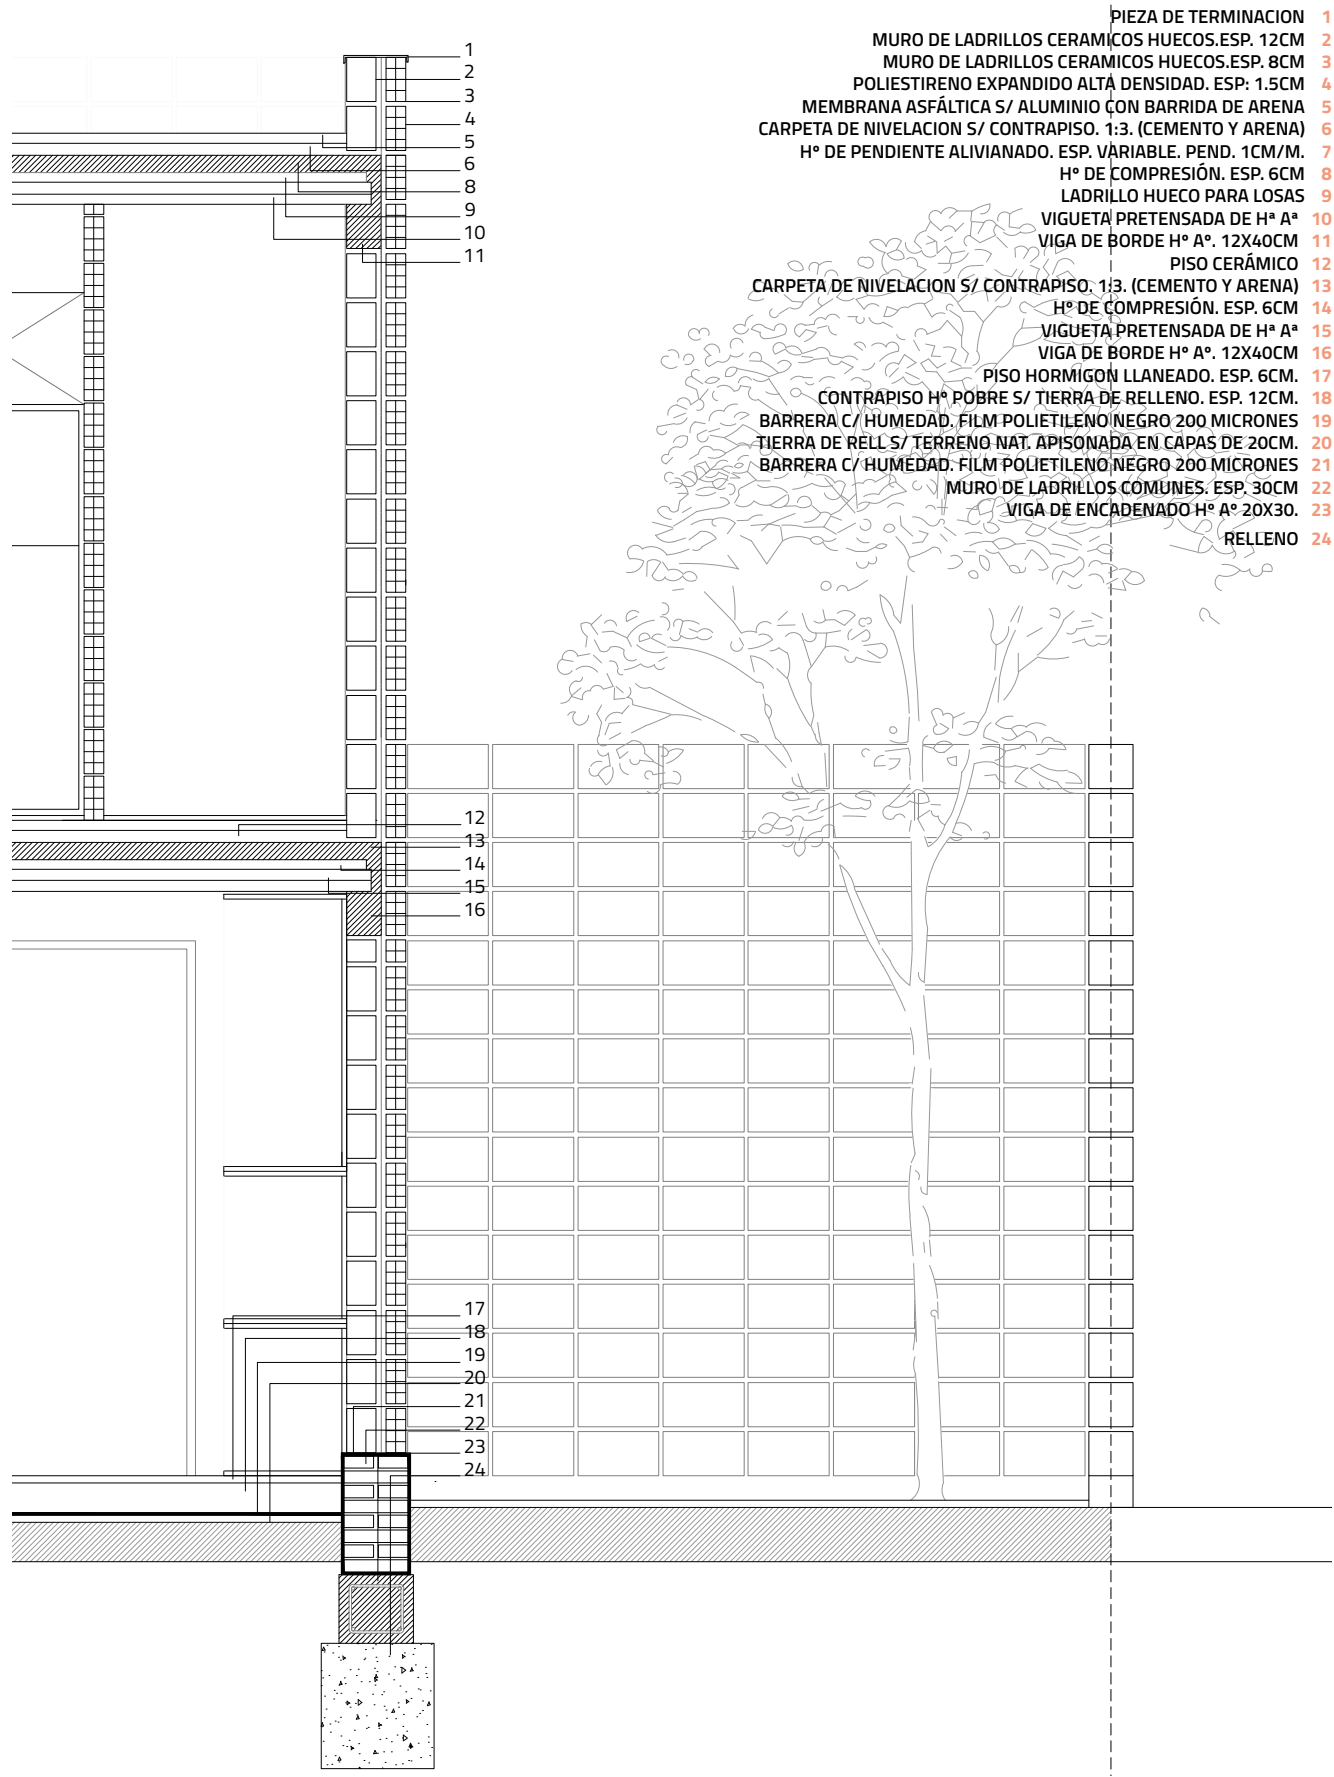 PIEZA DE TERMINACION 1
MURO DE LADRILLOS CERAMICOS HUECOS.ESP. 12CM 2
MURO DE LADRILLOS CERAMICOS HUECOS.ESP. 8CM 3
POLIESTIRENO EXPANDIDO ALTA DENSIDAD. ESP: 1.5CM 4
MEMBRANA ASFÁLTICA S/ ALUMINIO CON BARRIDA DE ARENA 5
CARPETA DE NIVELACION S/ CONTRAPISO. 1:3. (CEMENTO Y ARENA) 6
Hº DE PENDIENTE ALIVIANADO. ESP. VARIABLE. PEND. 1CM/M. 7
Hº DE COMPRESIÓN. ESP. 6CM 8
LADRILLO HUECO PARA LOSAS 9
VIGUETA PRETENSADA DE Hª Aª 10
VIGA DE BORDE Hº Aº. 12X40CM 11
PISO CERÁMICO 12
CARPETA DE NIVELACION S/ CONTRAPISO. 1:3. (CEMENTO Y ARENA) 13
Hº DE COMPRESIÓN. ESP. 6CM 14
VIGUETA PRETENSADA DE Hª Aª 15
VIGA DE BORDE Hº Aº. 12X40CM 16
PISO HORMIGON LLANEADO. ESP. 6CM. 17
CONTRAPISO Hº POBRE S/ TIERRA DE RELLENO. ESP. 12CM. 18
BARRERA C/ HUMEDAD. FILM POLIETILENO NEGRO 200 MICRONES 19
TIERRA DE RELL S/ TERRENO NAT. APISONADA EN CAPAS DE 20CM. 20
BARRERA C/ HUMEDAD. FILM POLIETILENO NEGRO 200 MICRONES 21
MURO DE LADRILLOS COMUNES. ESP. 30CM 22
VIGA DE ENCADENADO Hº Aº 20X30. 23
RELLENO 24
1
2
3
4
5
6
8
9
10
11
12
13
14
15
16
17
18
19
20
21
22
23
24